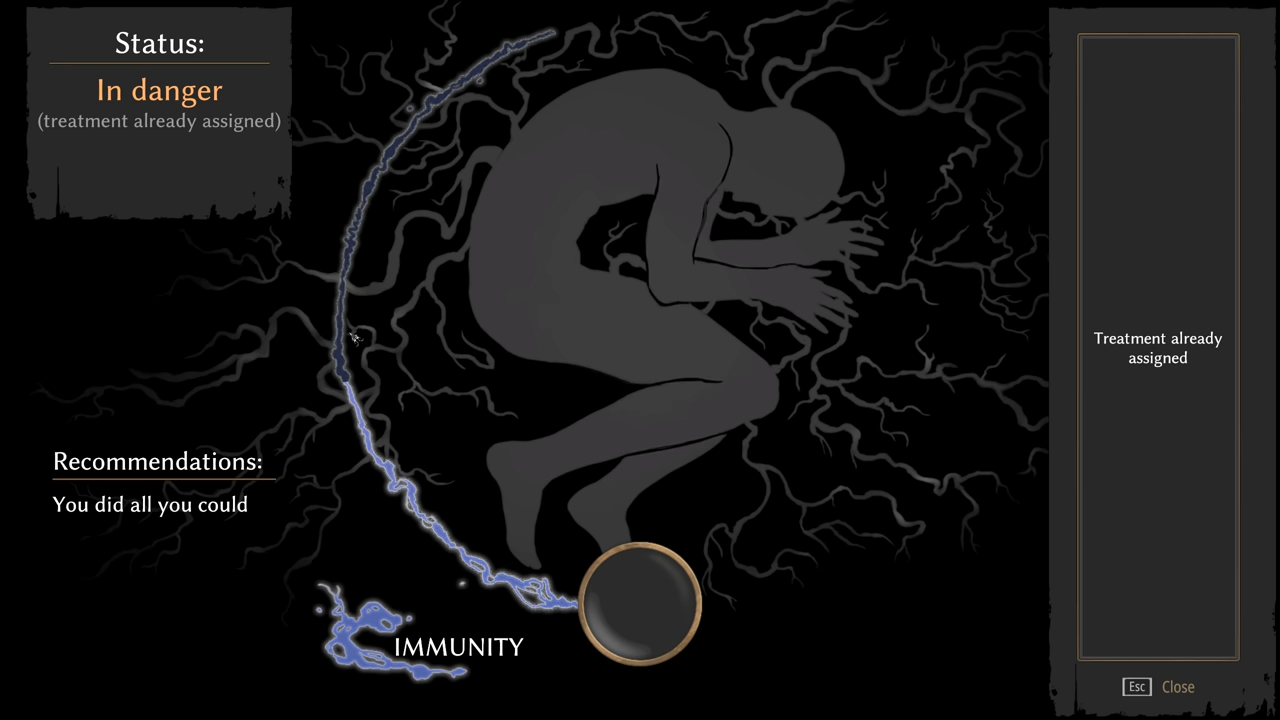 Status:
In danger
(treatment already assigned)
Recommendations:
You did all you could
IMMUNITY
Treatment already
assigned
Esc Close